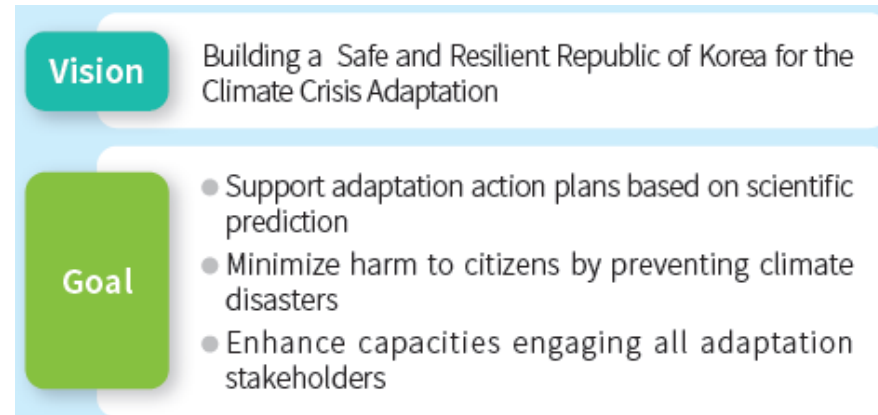 Vision
Building a Safe and Resilient Republic of Korea for the
Climate Crisis Adaptation
Goal
Support adaptation action plans based on scientific
prediction
Minimize harm to citizens by preventing climate
disasters
Enhance capacities engaging all adaptation
stakeholders